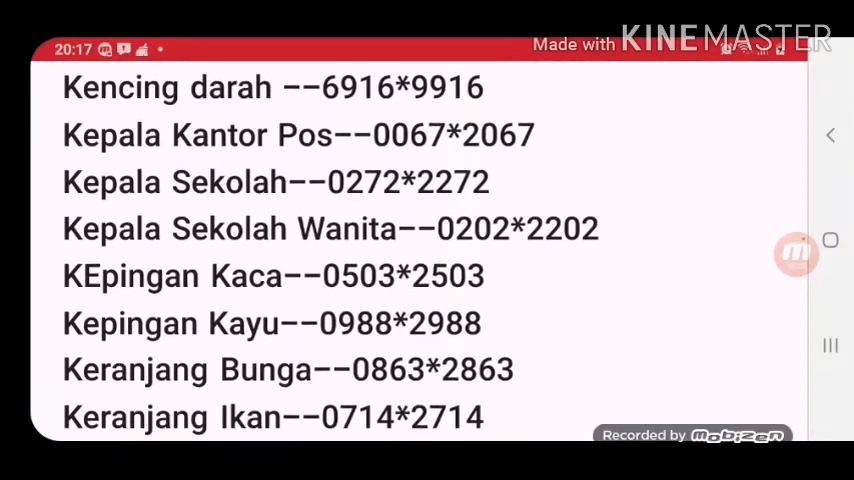 Made with KINEMASTER
20:17
Kencing darah --6916*9916
Kepala Kantor Pos--0067*2067
Kepala Sekolah--0272*2272
Kepala Sekolah Wanita--0202*2202
KEpingan Kaca--0503*2503
Kepingan Kayu--0988*2988
Keranjang Bunga--0863*2863
Keranjang Ikan--0714*2714
Recorded by mobizen